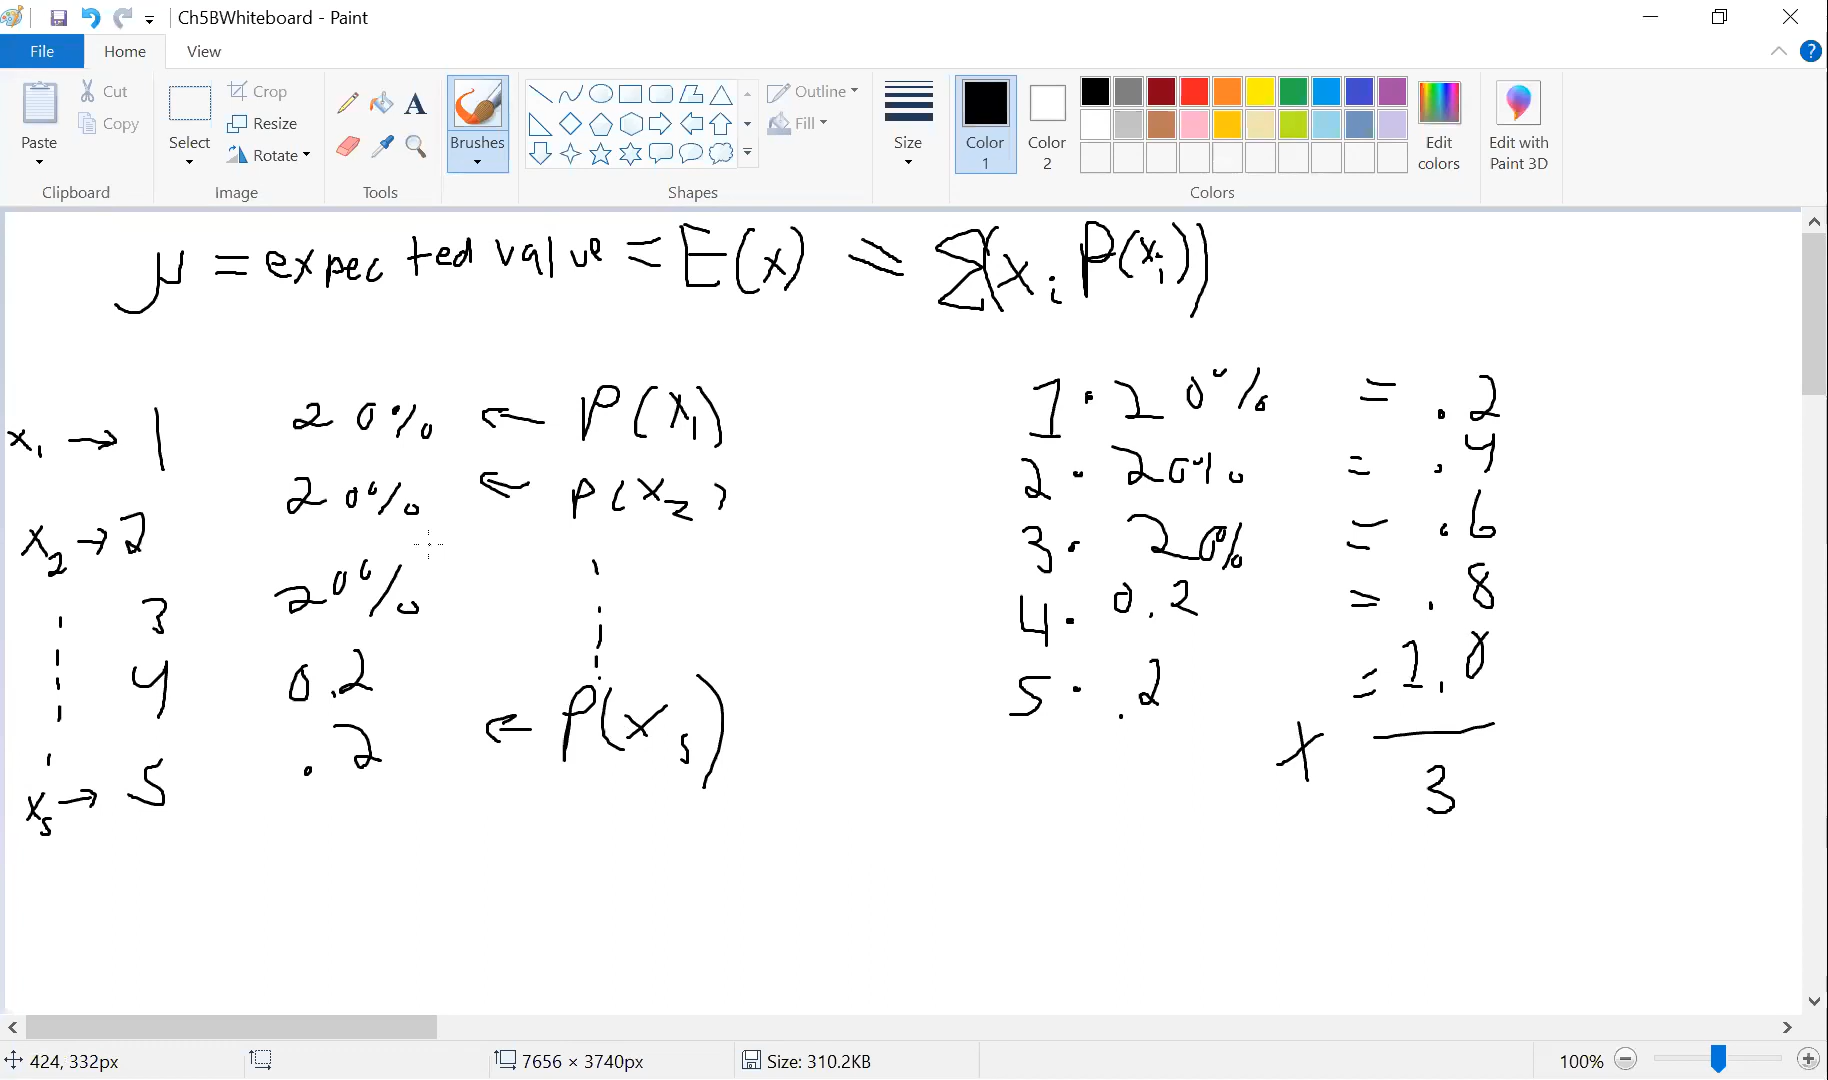 Ch5BWhiteboard - Paint
File Home View
Paste
Cut
Copy
Clipboard
Select
Crop
Resize
Rotate
Image
A
Tools
Brushes
Outline
Fill
Shapes
Size
Color 1
Color 2
Edit colors
Colors
Edit with Paint 3D
μ = expected value = E(x) = Σ(xᵢ P(xᵢ))
x₁ → 1 20% ← P(x₁)
x₂ → 2 20% ← P(x₂)
3 20%
4 0.2
x₅ → 5 .2 ← P(x₅)
1 · 20% = .2
2 · 20% = .4
3 · 20% = .6
4 · 0.2 = .8
5 · .2 = 1.0
+
3
424, 332px 7656 × 3740px Size: 310.2KB 100%